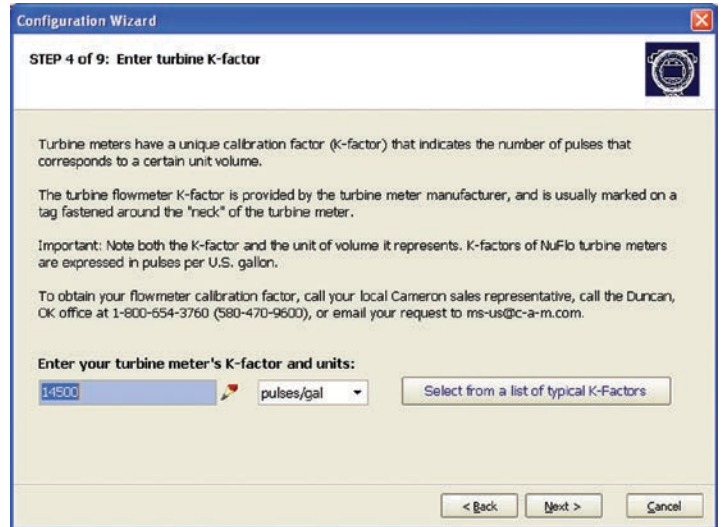 Configuration Wizard
STEP 4 of 9: Enter turbine K-factor
Turbine meters have a unique calibration factor (K-factor) that indicates the number of pulses that
corresponds to a certain unit volume.
The turbine flowmeter K-factor is provided by the turbine meter manufacturer, and is usually marked on a
tag fastened around the "neck" of the turbine meter.
Important: Note both the K-factor and the unit of volume it represents. K-factors of NuFlo turbine meters
are expressed in pulses per U.S. gallon.
To obtain your flowmeter calibration factor, call your local Cameron sales representative, call the Duncan,
OK office at 1-800-654-3760 (580-470-9600), or email your request to ms-us@c-a-m.com.
Enter your turbine meter's K-factor and units:
14500 pulses/gal Select from a list of typical K-Factors
< Back Next > Cancel